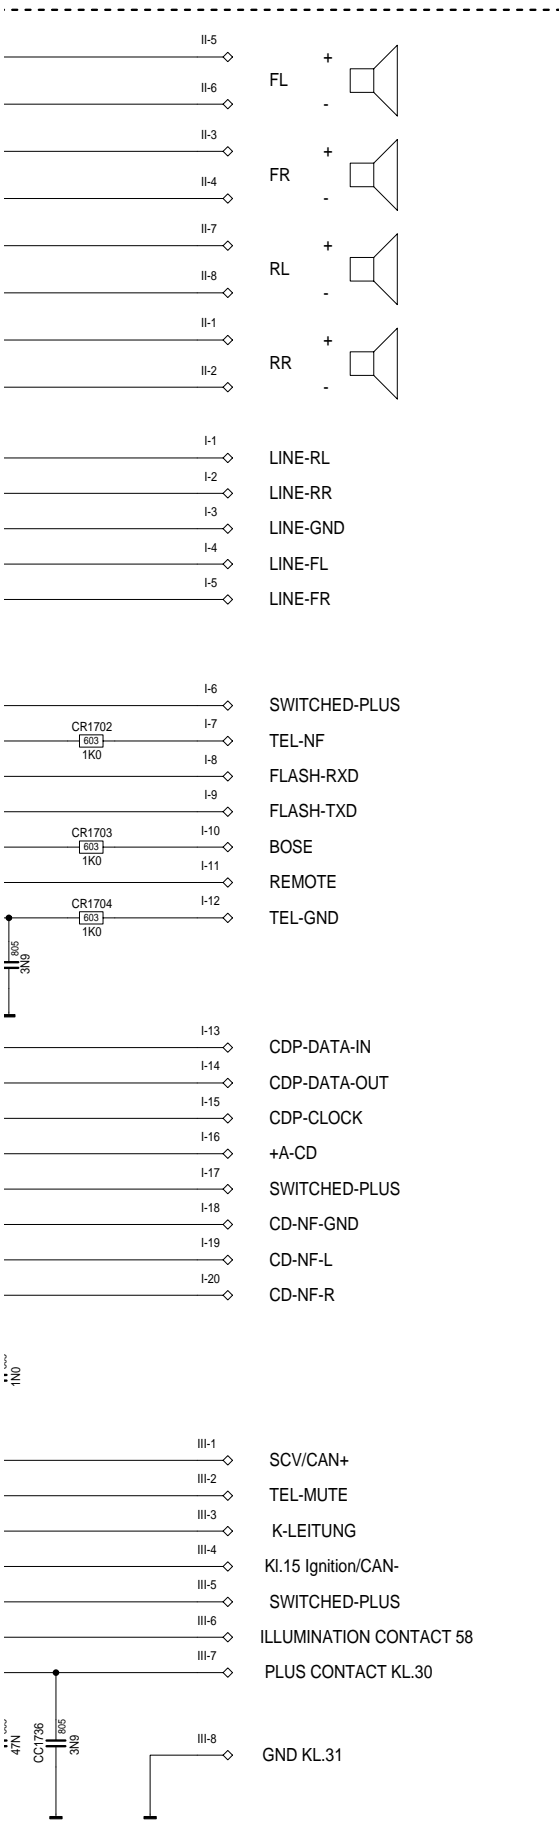 II-5
+
FL
II-6
-
II-3
+
FR
II-4
-
II-7
+
RL
II-8
-
II-1
+
RR
II-2
-
I-1
LINE-RL
I-2
LINE-RR
I-3
LINE-GND
I-4
LINE-FL
I-5
LINE-FR
I-6
SWITCHED-PLUS
CR1702
I-7
603
TEL-NF
1K0
I-8
FLASH-RXD
I-9
FLASH-TXD
CR1703
I-10
603
BOSE
1K0
I-11
REMOTE
CR1704
I-12
603
TEL-GND
1K0
805
3N9
I-13
CDP-DATA-IN
I-14
CDP-DATA-OUT
I-15
CDP-CLOCK
I-16
+A-CD
I-17
SWITCHED-PLUS
I-18
CD-NF-GND
I-19
CD-NF-L
I-20
CD-NF-R
1N0
III-1
SCV/CAN+
III-2
TEL-MUTE
III-3
K-LEITUNG
III-4
Kl.15 Ignition/CAN-
III-5
SWITCHED-PLUS
III-6
ILLUMINATION CONTACT 58
III-7
PLUS CONTACT KL.30
47N
CC1736
805
3N9
III-8
GND KL.31